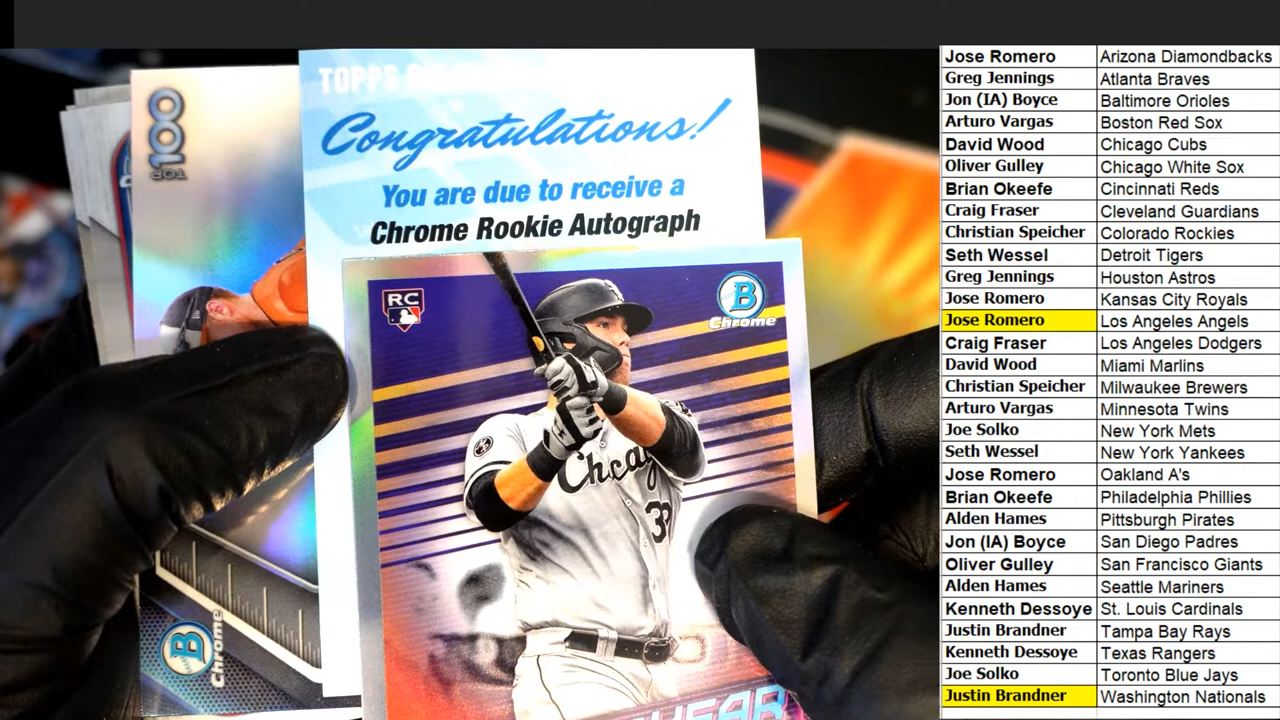 TOPPS
Congratulations!
You are due to receive a
Chrome Rookie Autograph
TOP 100
RC
B
Chrome
Chicag
B
Chrome
Jose Romero Arizona Diamondbacks
Greg Jennings Atlanta Braves
Jon (IA) Boyce Baltimore Orioles
Arturo Vargas Boston Red Sox
David Wood Chicago Cubs
Oliver Gulley Chicago White Sox
Brian Okeefe Cincinnati Reds
Craig Fraser Cleveland Guardians
Christian Speicher Colorado Rockies
Seth Wessel Detroit Tigers
Greg Jennings Houston Astros
Jose Romero Kansas City Royals
Jose Romero Los Angeles Angels
Craig Fraser Los Angeles Dodgers
David Wood Miami Marlins
Christian Speicher Milwaukee Brewers
Arturo Vargas Minnesota Twins
Joe Solko New York Mets
Seth Wessel New York Yankees
Jose Romero Oakland A's
Brian Okeefe Philadelphia Phillies
Alden Hames Pittsburgh Pirates
Jon (IA) Boyce San Diego Padres
Oliver Gulley San Francisco Giants
Alden Hames Seattle Mariners
Kenneth Dessoye St. Louis Cardinals
Justin Brandner Tampa Bay Rays
Kenneth Dessoye Texas Rangers
Joe Solko Toronto Blue Jays
Justin Brandner Washington Nationals